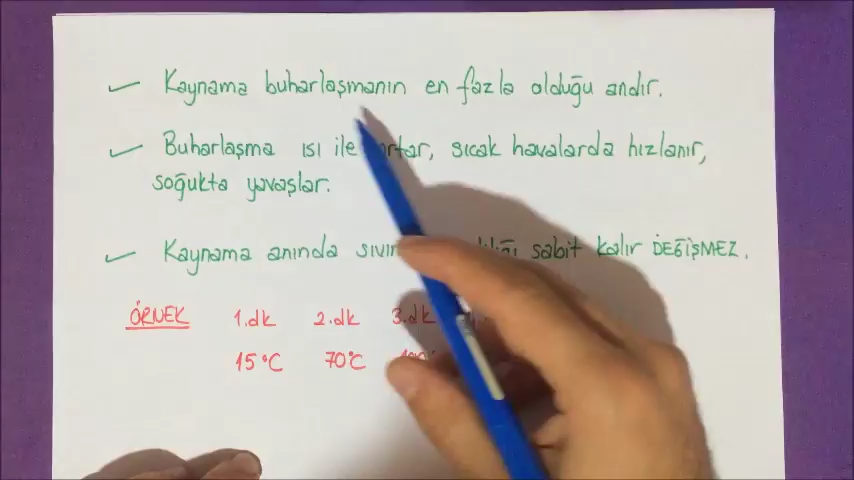 Kaynama buharlaşmanın en fazla olduğu andır.
Buharlaşma ısı ile artar, sıcak havalarda hızlanır,
soğukta yavaşlar.
Kaynama anında sabit kalır DEĞİŞMEZ.
ÖRNEK 1.dk 2.dk 3.dk
15°C 70°C